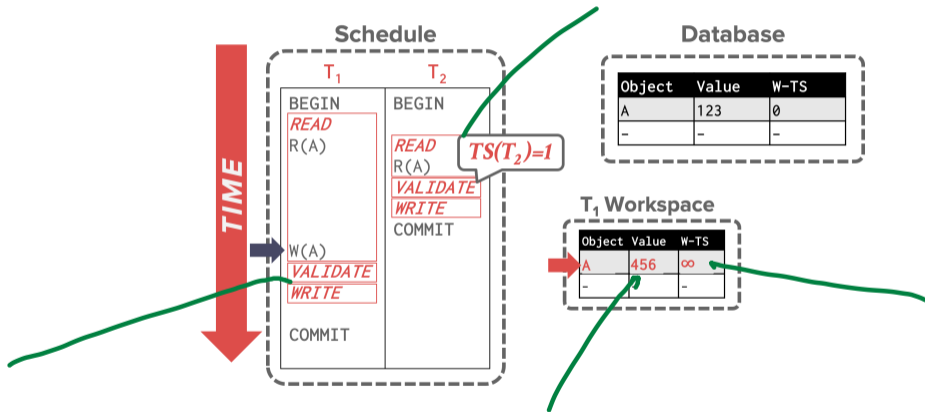 Schedule
T₁ T₂
BEGIN BEGIN
READ
R(A) READ
R(A)
VALIDATE
WRITE
COMMIT
W(A)
VALIDATE
WRITE
COMMIT
TS(T₂)=1
TIME
Database
Object Value W-TS
A 123 0
- - -
T₁ Workspace
Object Value W-TS
A 456 ∞
- - -